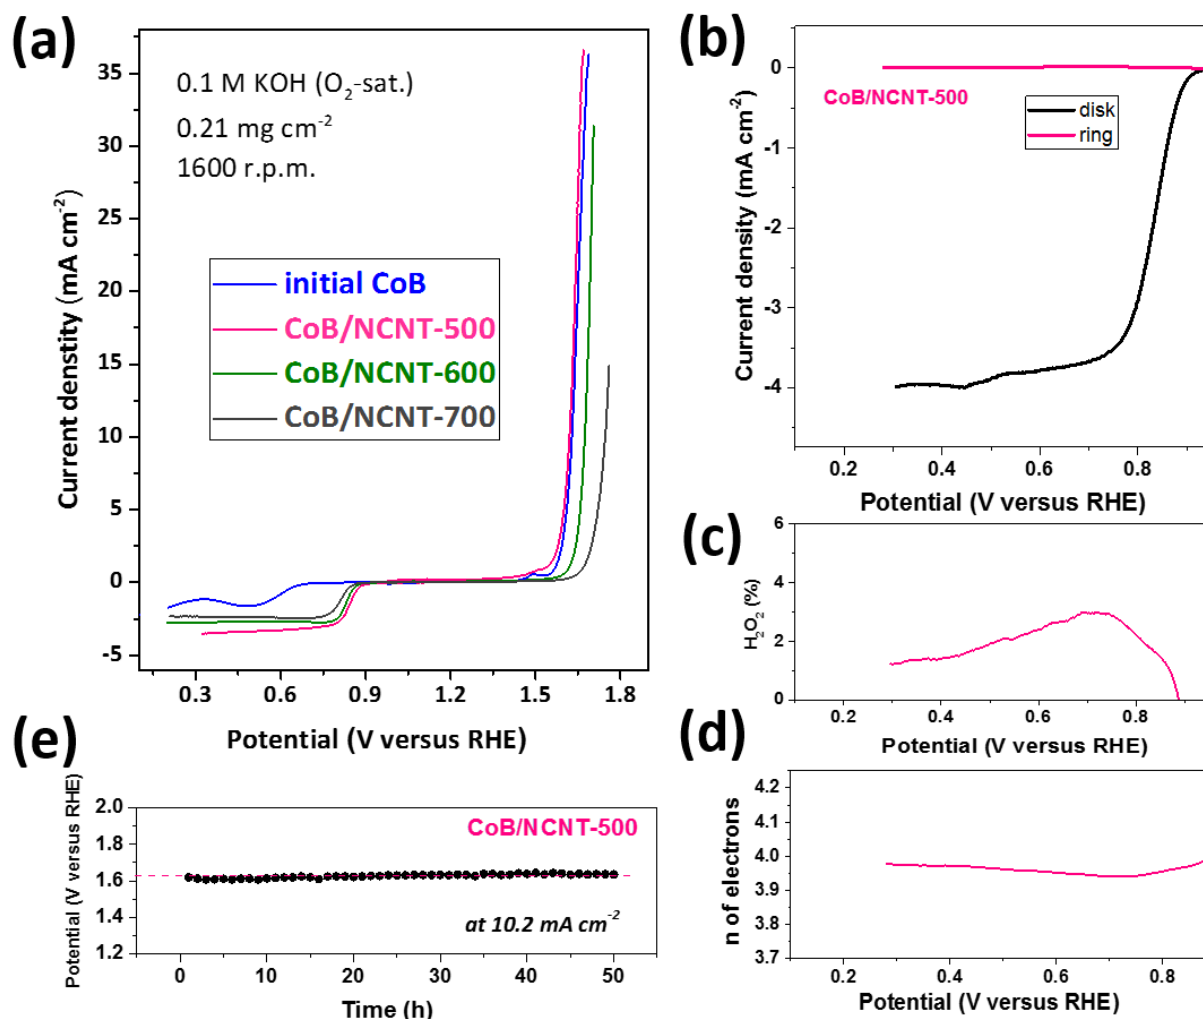 (a)
0.1 M KOH (O₂-sat.)
0.21 mg cm⁻²
1600 r.p.m.
initial CoB
CoB/NCNT-500
CoB/NCNT-600
CoB/NCNT-700
Current denstity (mA cm⁻²)
35
30
25
20
15
10
5
0
-5
0.3 0.6 0.9 1.2 1.5 1.8
Potential (V versus RHE)
(b)
CoB/NCNT-500
disk
ring
Current density (mA cm⁻²)
0
-1
-2
-3
-4
0.2 0.4 0.6 0.8
Potential (V versus RHE)
(c)
H₂O₂ (%)
6
4
2
0
0.2 0.4 0.6 0.8
Potential (V versus RHE)
(d)
n of electrons
4.2
4.1
4.0
3.9
3.8
3.7
0.2 0.4 0.6 0.8
Potential (V versus RHE)
(e)
Potential (V versus RHE)
2.0
1.8
1.6
1.4
1.2
CoB/NCNT-500
at 10.2 mA cm⁻²
0 10 20 30 40 50
Time (h)